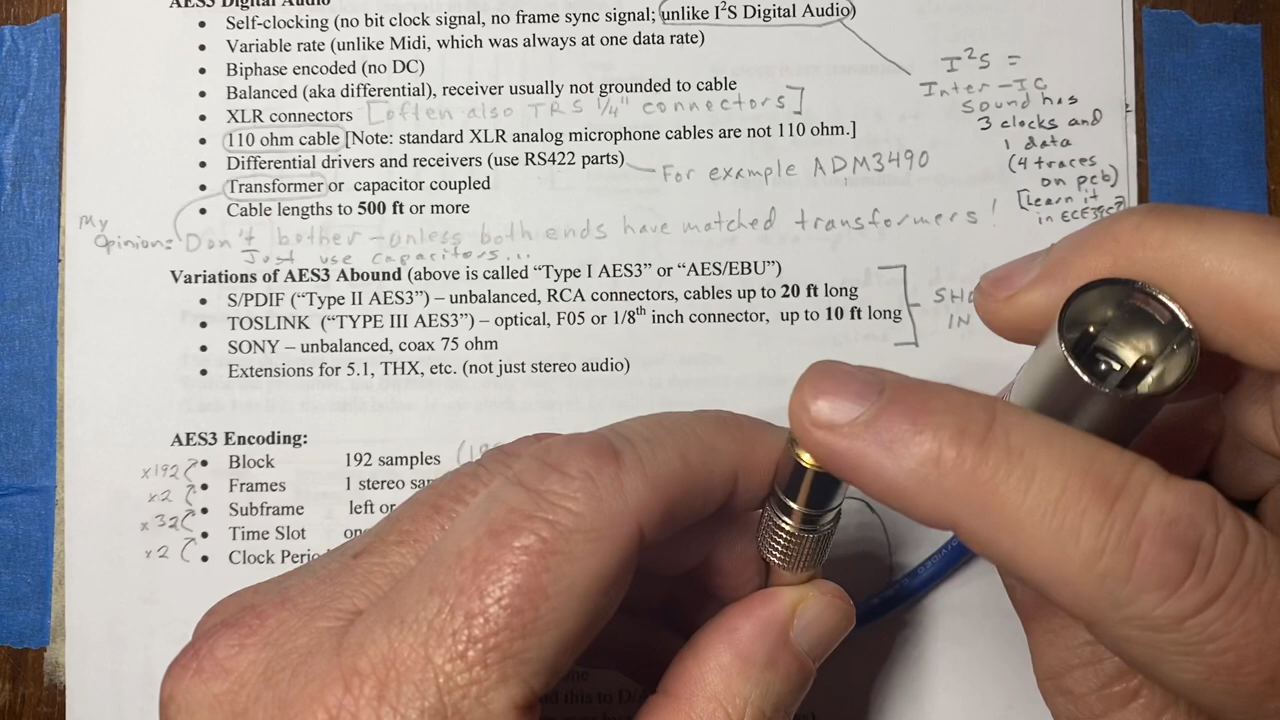 AES3 Digital Audio
• Self-clocking (no bit clock signal, no frame sync signal; unlike I²S Digital Audio)
• Variable rate (unlike Midi, which was always at one data rate)
• Biphase encoded (no DC)
• Balanced (aka differential), receiver usually not grounded to cable
• XLR connectors [often also TRS 1/4" connectors]
• 110 ohm cable [Note: standard XLR analog microphone cables are not 110 ohm.]
• Differential drivers and receivers (use RS422 parts) For example ADM3490
• Transformer or capacitor coupled
• Cable lengths to 500 ft or more
My
Opinion: Don't bother - unless both ends have matched transformers!
Just use capacitors...
I²S =
Inter-IC
Sound has
3 clocks and
1 data
(4 traces
on pcb)
[Learn it
in
Variations of AES3 Abound (above is called “Type I AES3” or “AES/EBU”)
• S/PDIF (“Type II AES3”) – unbalanced, RCA connectors, cables up to 20 ft long
• TOSLINK (“TYPE III AES3”) – optical, F05 or 1/8th inch connector, up to 10 ft long
• SONY – unbalanced, coax 75 ohm
• Extensions for 5.1, THX, etc. (not just stereo audio)
IN
AES3 Encoding:
x192 • Block 192 samples
x2 • Frames 1 stereo
x32 • Subframe left or
x2 • Time Slot
• Clock